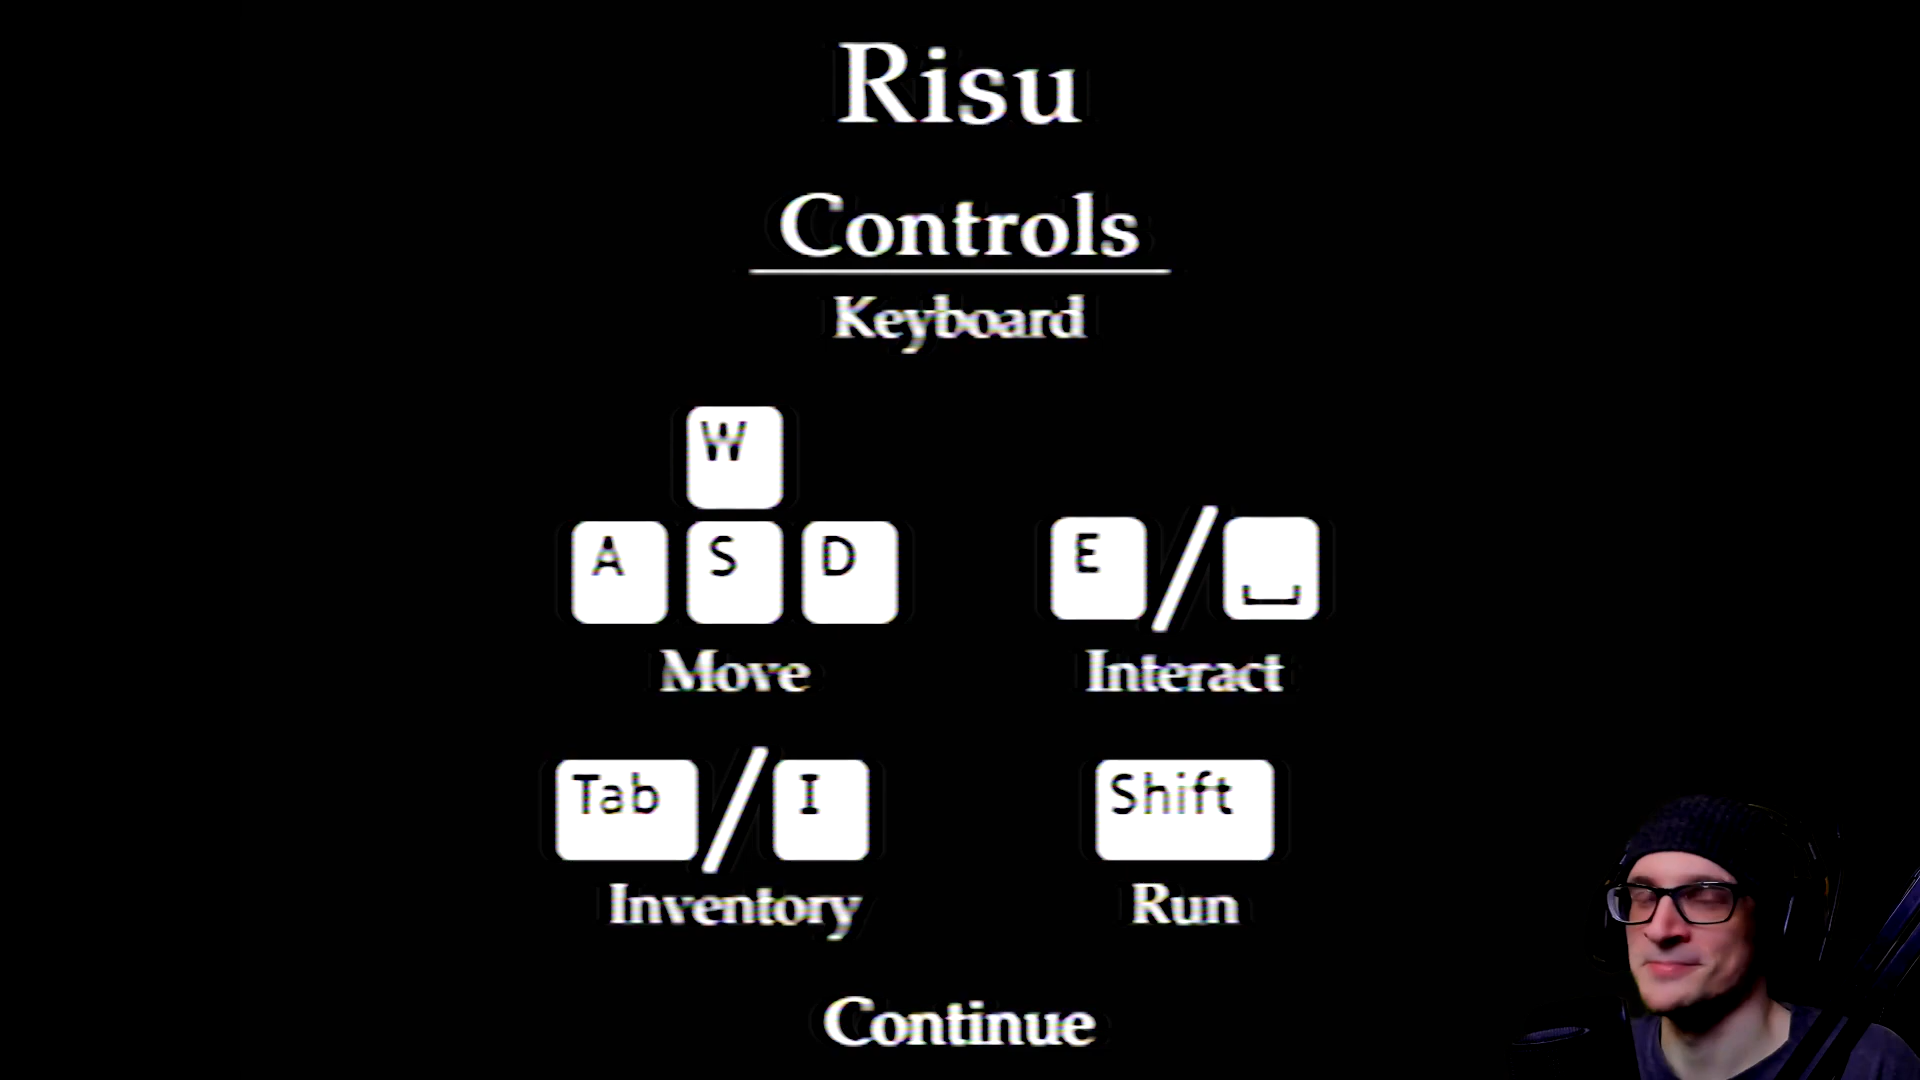 Risu
Controls
Keyboard
W
A S D
E / ⎵
Move
Interact
Tab / I
Shift
Inventory
Run
Continue